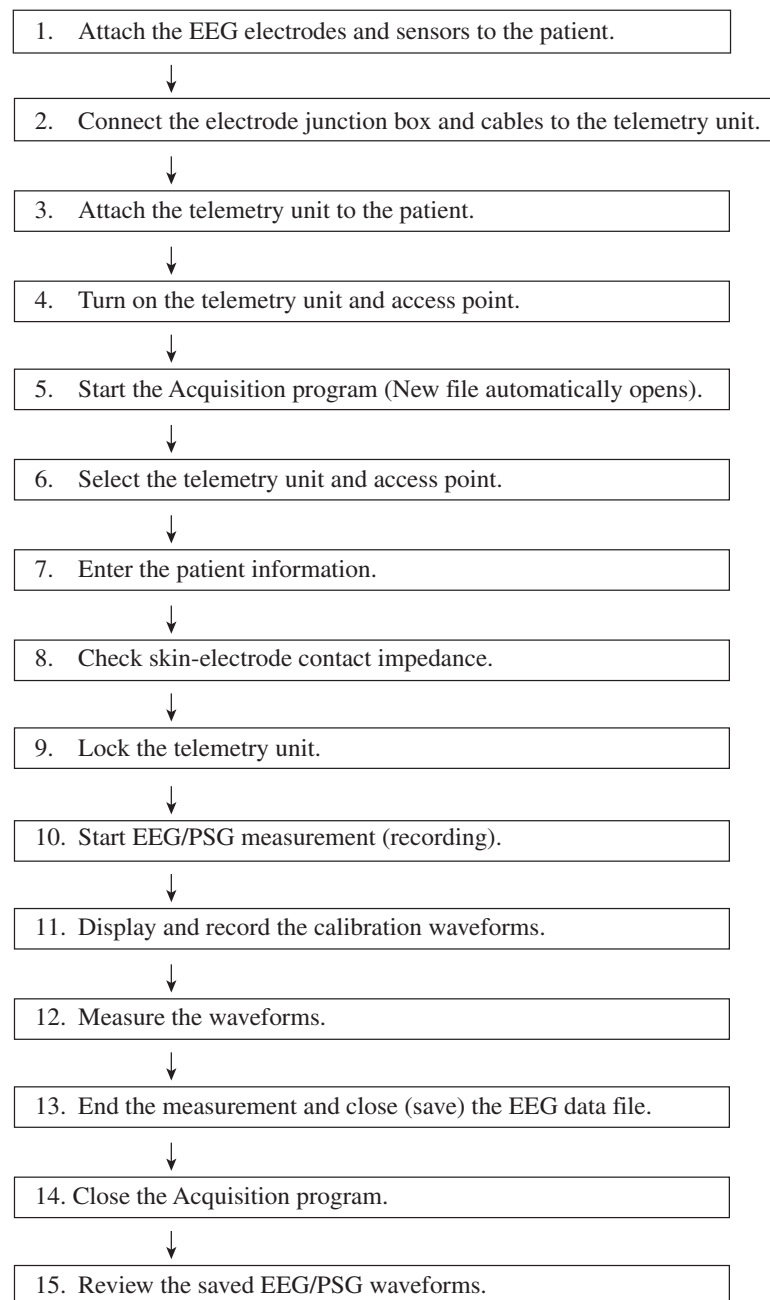 1. Attach the EEG electrodes and sensors to the patient.
2. Connect the electrode junction box and cables to the telemetry unit.
3. Attach the telemetry unit to the patient.
4. Turn on the telemetry unit and access point.
5. Start the Acquisition program (New file automatically opens).
6. Select the telemetry unit and access point.
7. Enter the patient information.
8. Check skin-electrode contact impedance.
9. Lock the telemetry unit.
10. Start EEG/PSG measurement (recording).
11. Display and record the calibration waveforms.
12. Measure the waveforms.
13. End the measurement and close (save) the EEG data file.
14. Close the Acquisition program.
15. Review the saved EEG/PSG waveforms.